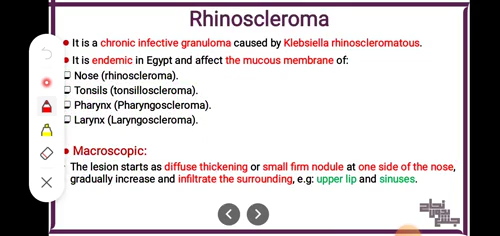 Rhinoscleroma
It is a chronic infective granuloma caused by Klebsiella rhinoscleromatous.
It is endemic in Egypt and affect the mucous membrane of:
Nose (rhinoscleroma).
Tonsils (tonsilloscleroma).
Pharynx (Pharyngoscleroma).
Larynx (Laryngoscleroma).
Macroscopic:
The lesion starts as diffuse thickening or small firm nodule at one side of the nose,
gradually increase and infiltrate the surrounding, e.g: upper lip and sinuses.